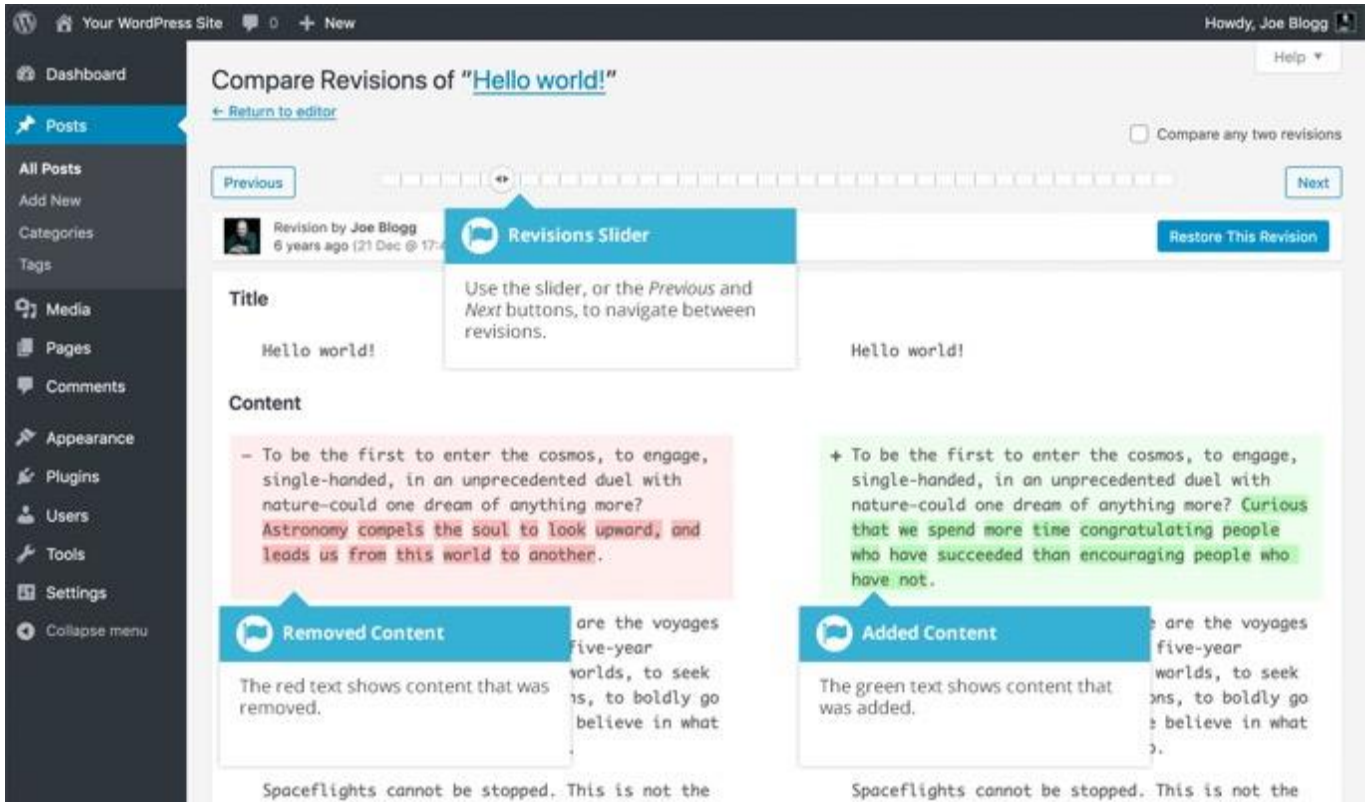 Your WordPress Site 0 + New Howdy, Joe Blogg
Help ▼
Dashboard
Posts
All Posts
Add New
Categories
Tags
Media
Pages
Comments
Appearance
Plugins
Users
Tools
Settings
Collapse menu
Compare Revisions of "Hello world!"
← Return to editor
Compare any two revisions
Previous
Next
Revision by Joe Blogg
6 years ago (21 Dec @ 17:4
Restore This Revision
Revisions Slider
Use the slider, or the Previous and
Next buttons, to navigate between
revisions.
Title
Hello world!
Hello world!
Content
– To be the first to enter the cosmos, to engage,
single-handed, in an unprecedented duel with
nature—could one dream of anything more?
Astronomy compels the soul to look upward, and
leads us from this world to another.
+ To be the first to enter the cosmos, to engage,
single-handed, in an unprecedented duel with
nature—could one dream of anything more? Curious
that we spend more time congratulating people
who have succeeded than encouraging people who
have not.
Removed Content
The red text shows content that was
removed.
are the voyages
five-year
worlds, to seek
ns, to boldly go
believe in what
Added Content
The green text shows content that
was added.
are the voyages
five-year
worlds, to seek
ons, to boldly go
believe in what
Spaceflights cannot be stopped. This is not the
Spaceflights cannot be stopped. This is not the